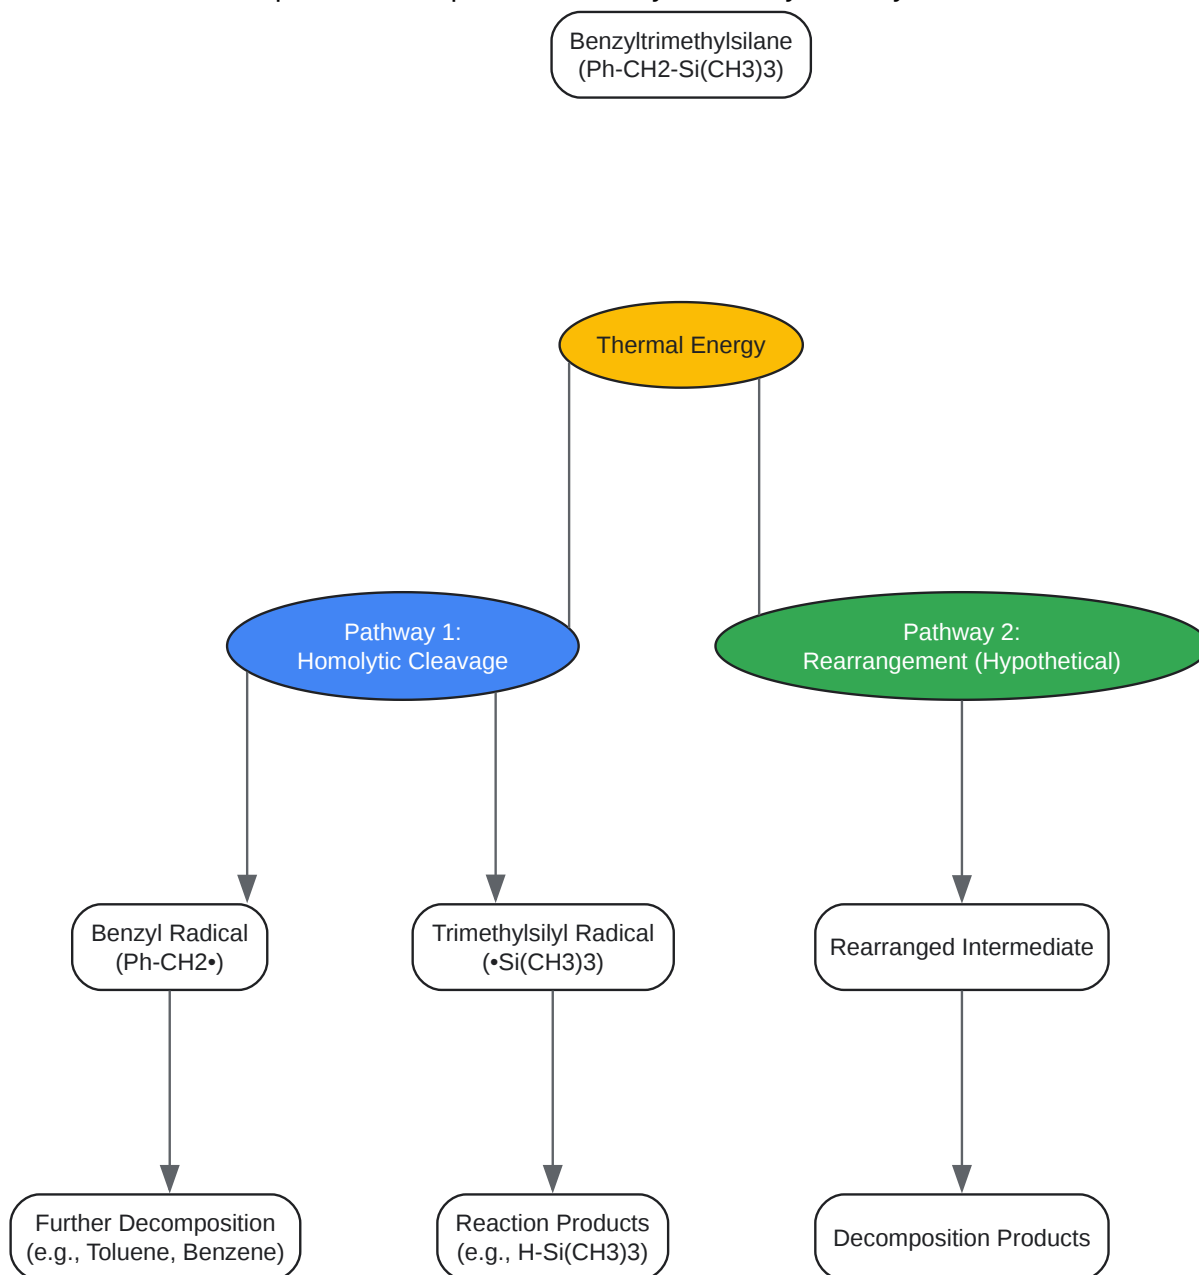 Benzyltrimethylsilane
(Ph-CH2-Si(CH3)3)
Thermal Energy
Pathway 1:
Homolytic Cleavage
Pathway 2:
Rearrangement (Hypothetical)
Benzyl Radical
(Ph-CH2•)
Trimethylsilyl Radical
(•Si(CH3)3)
Rearranged Intermediate
Further Decomposition
(e.g., Toluene, Benzene)
Reaction Products
(e.g., H-Si(CH3)3)
Decomposition Products